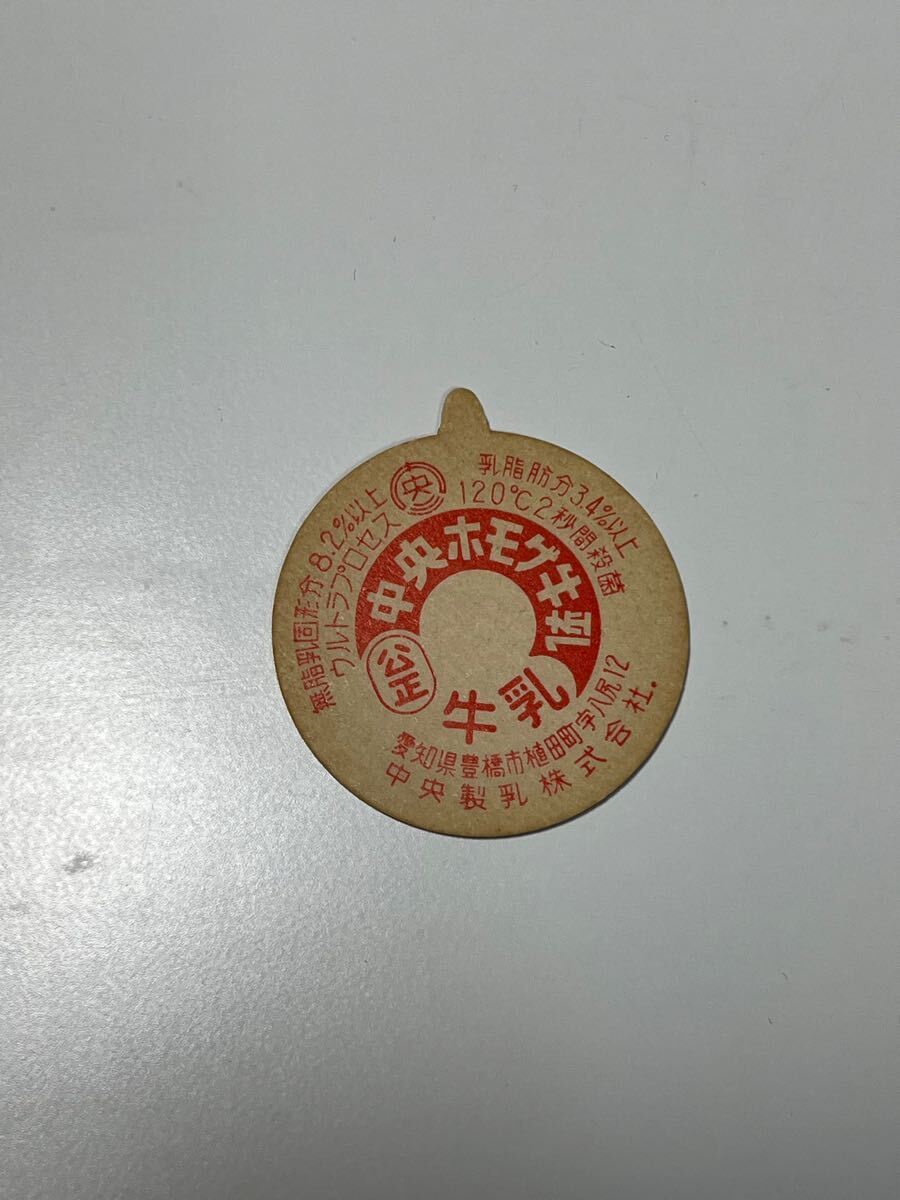 無脂乳固形分8.2%以上
央
乳脂肪分3.4%以上
ウルトラプロセス
120℃2秒間殺菌
中央ホモゲ
牛乳
公正
愛知県豊橋市植田町字八尻12
中央製乳株式会社.